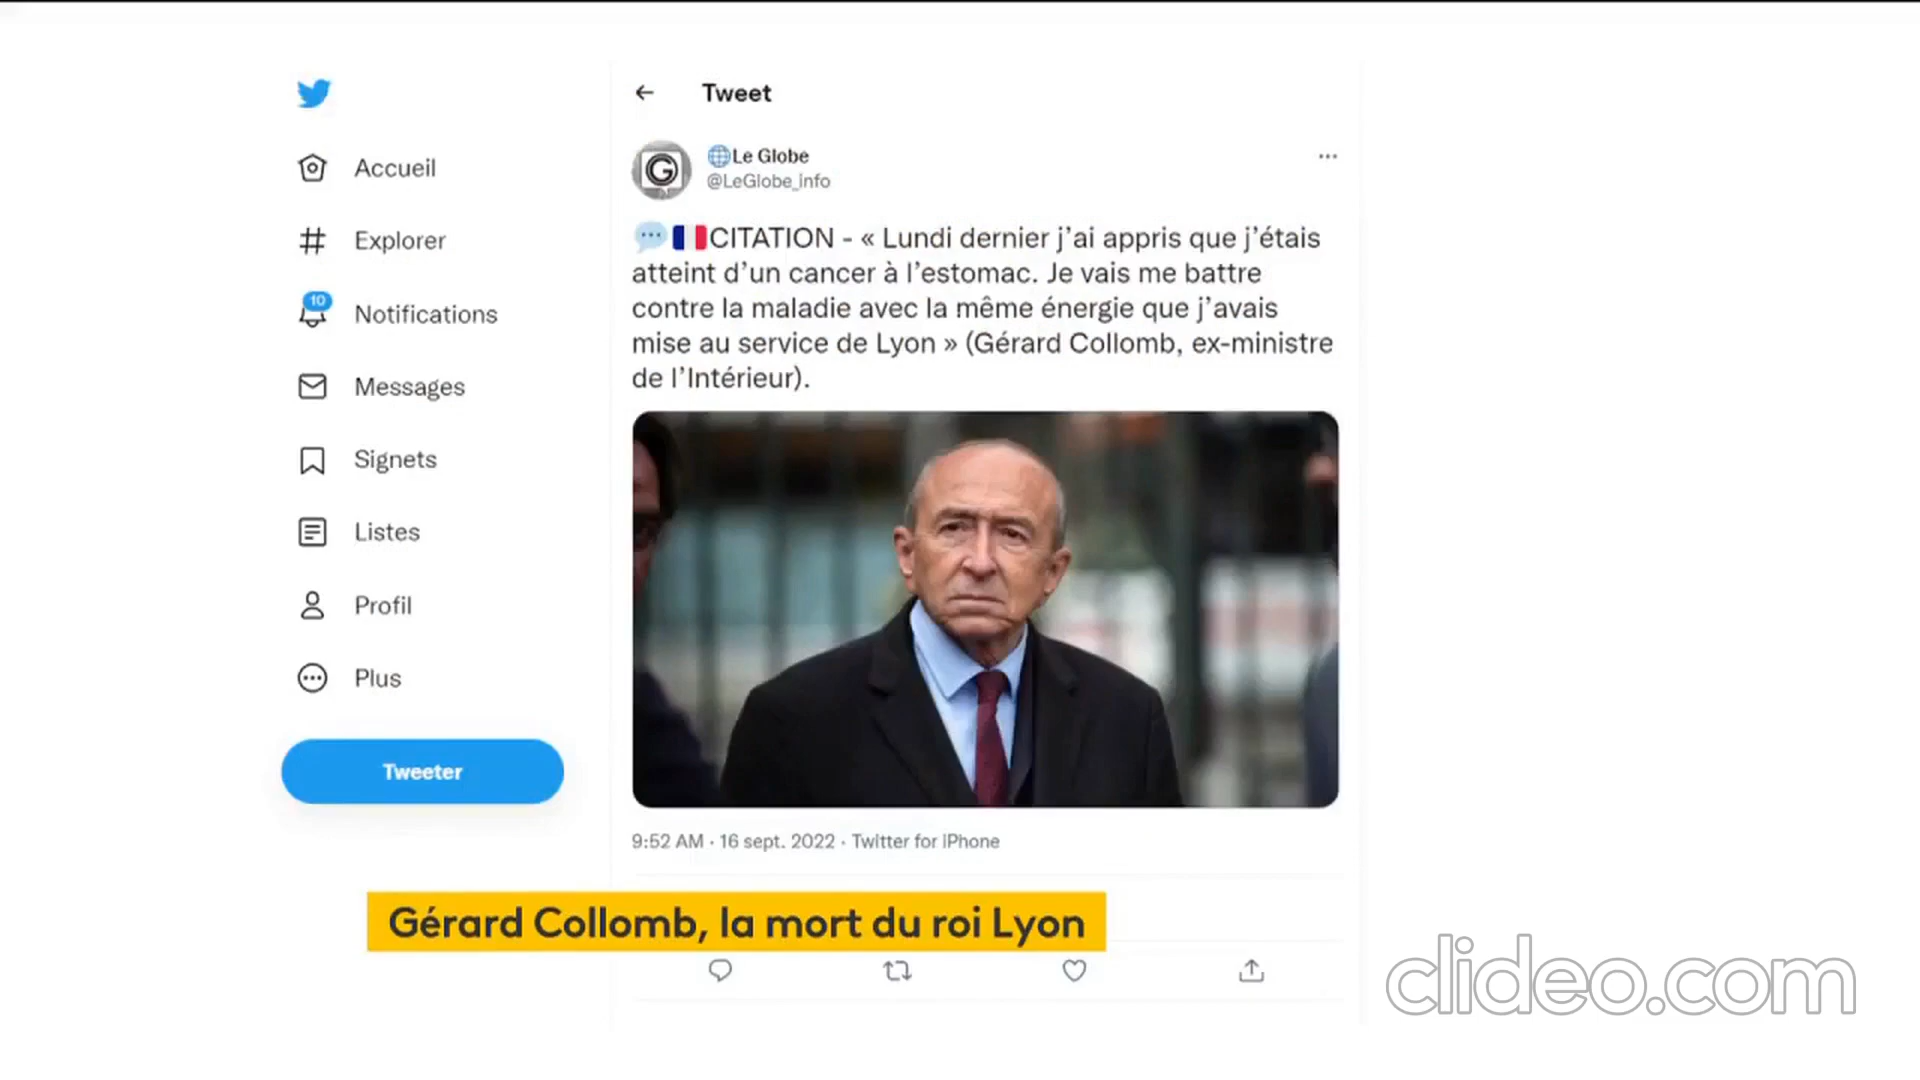 Tweet
Le Globe
@LeGlobe_info
Accueil
Explorer
10
Notifications
Messages
Signets
Listes
Profil
Plus
Tweeter
CITATION - « Lundi dernier j’ai appris que j’étais
atteint d’un cancer à l’estomac. Je vais me battre
contre la maladie avec la même énergie que j’avais
mise au service de Lyon » (Gérard Collomb, ex-ministre
de l’Intérieur).
9:52 AM · 16 sept. 2022 · Twitter for iPhone
Gérard Collomb, la mort du roi Lyon
clideo.com